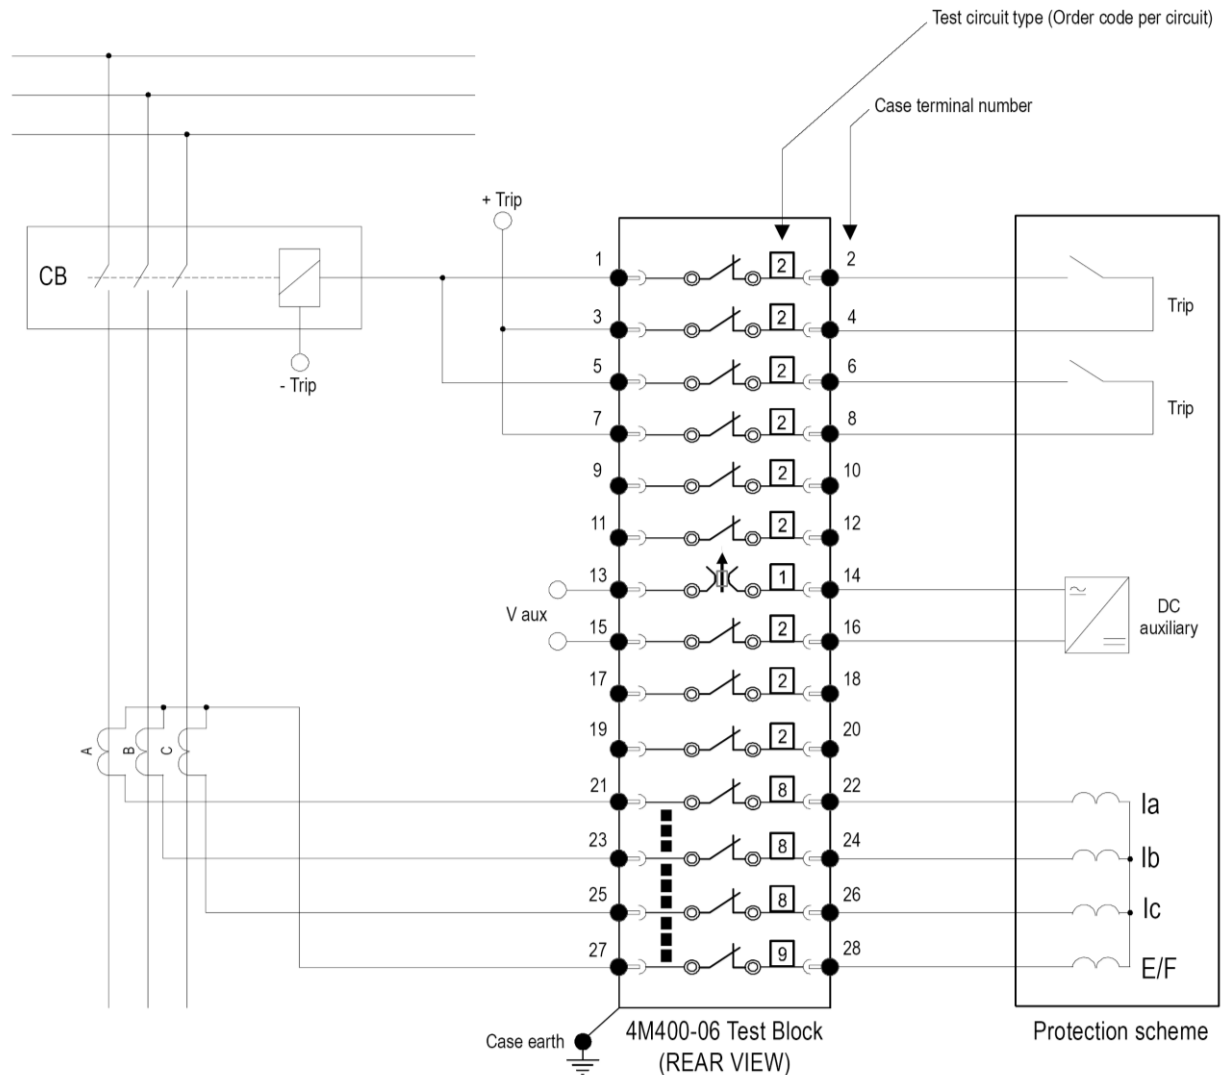 Test circuit type (Order code per circuit)
Case terminal number
+ Trip
CB
- Trip
1 2 2
3 2 4
Trip
5 2 6
7 2 8
Trip
9 2 10
11 2 12
13 1 14
V aux
DC
auxiliary
15 2 16
17 2 18
19 2 20
A B C
21 8 22 Ia
23 8 24 Ib
25 8 26 Ic
27 9 28 E/F
Case earth
4M400-06 Test Block
(REAR VIEW)
Protection scheme